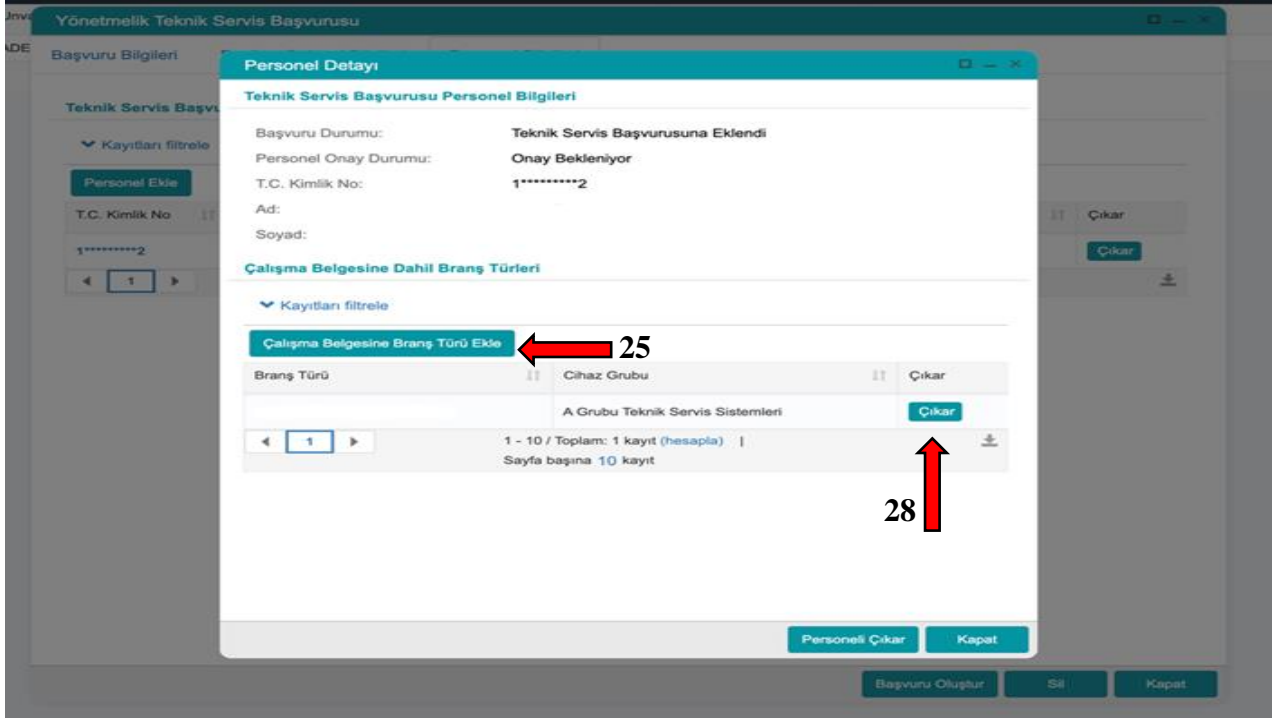 Yönetmelik Teknik Servis Başvurusu
Başvuru Bilgileri
Personel Detayı
Teknik Servis Başvurusu Personel Bilgileri
Başvuru Durumu: Teknik Servis Başvurusuna Eklendi
Personel Onay Durumu: Onay Bekleniyor
T.C. Kimlik No: 1*********2
Ad:
Soyad:
Çalışma Belgesine Dahil Branş Türleri
Kayıtları filtrele
Çalışma Belgesine Branş Türü Ekle
25
Branş Türü Cihaz Grubu Çıkar
A Grubu Teknik Servis Sistemleri Çıkar
1 1 - 10 / Toplam: 1 kayıt (hesapla) |
Sayfa başına 10 kayıt
28
Personeli Çıkar Kapat
Teknik Servis
Kayıtları filtrele
Personel Ekle
T.C. Kimlik No Çıkar
1*********2 Çıkar
1
Başvuru Oluştur Sil Kapat